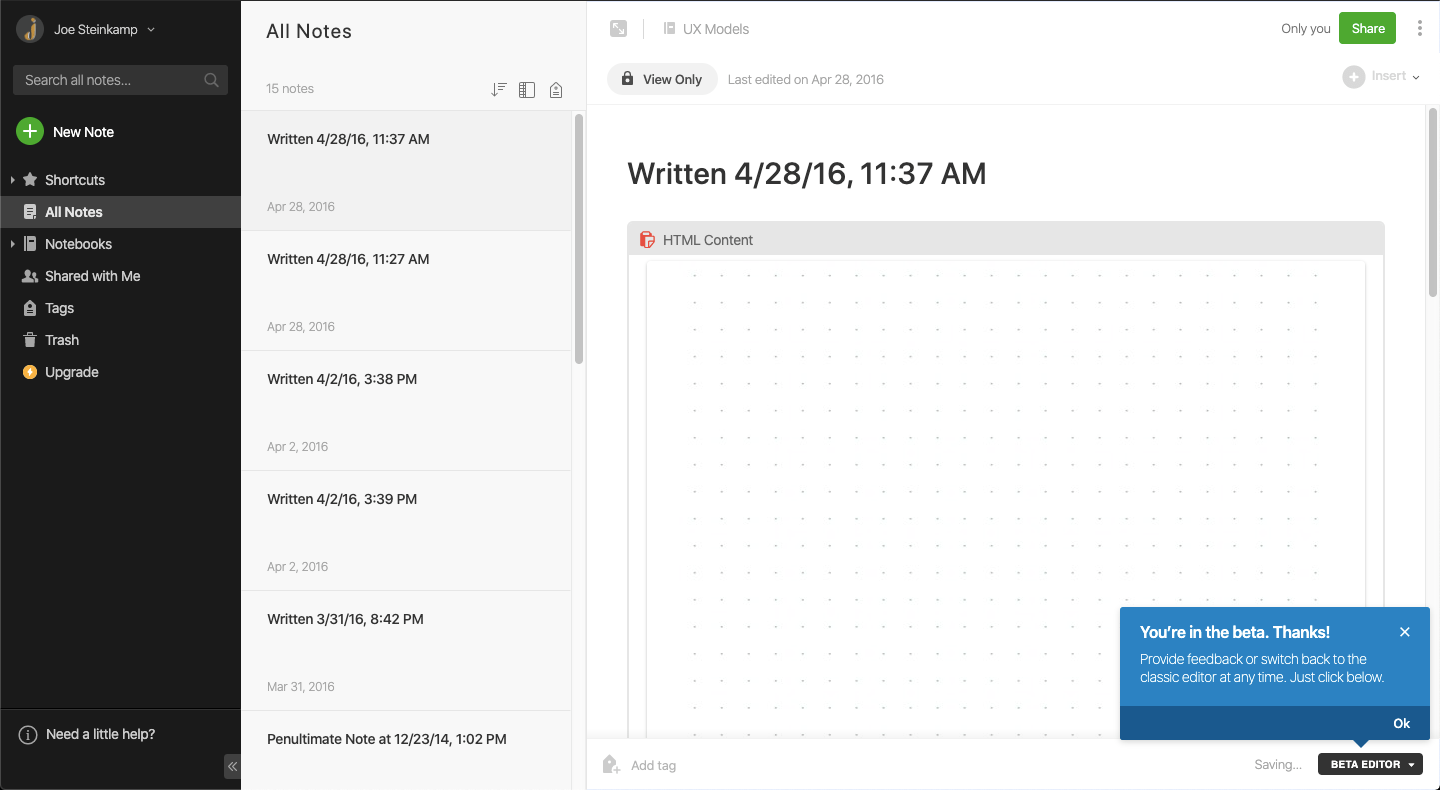 Joe Steinkamp
Search all notes...
New Note
Shortcuts
All Notes
Notebooks
Shared with Me
Tags
Trash
Upgrade
Need a little help?
All Notes
15 notes
Written 4/28/16, 11:37 AM
Apr 28, 2016
Written 4/28/16, 11:27 AM
Apr 28, 2016
Written 4/2/16, 3:38 PM
Apr 2, 2016
Written 4/2/16, 3:39 PM
Apr 2, 2016
Written 3/31/16, 8:42 PM
Mar 31, 2016
Penultimate Note at 12/23/14, 1:02 PM
UX Models
Only you
Share
View Only
Last edited on Apr 28, 2016
Insert
Written 4/28/16, 11:37 AM
HTML Content
You’re in the beta. Thanks!
Provide feedback or switch back to the
classic editor at any time. Just click below.
Ok
Add tag
Saving...
BETA EDITOR